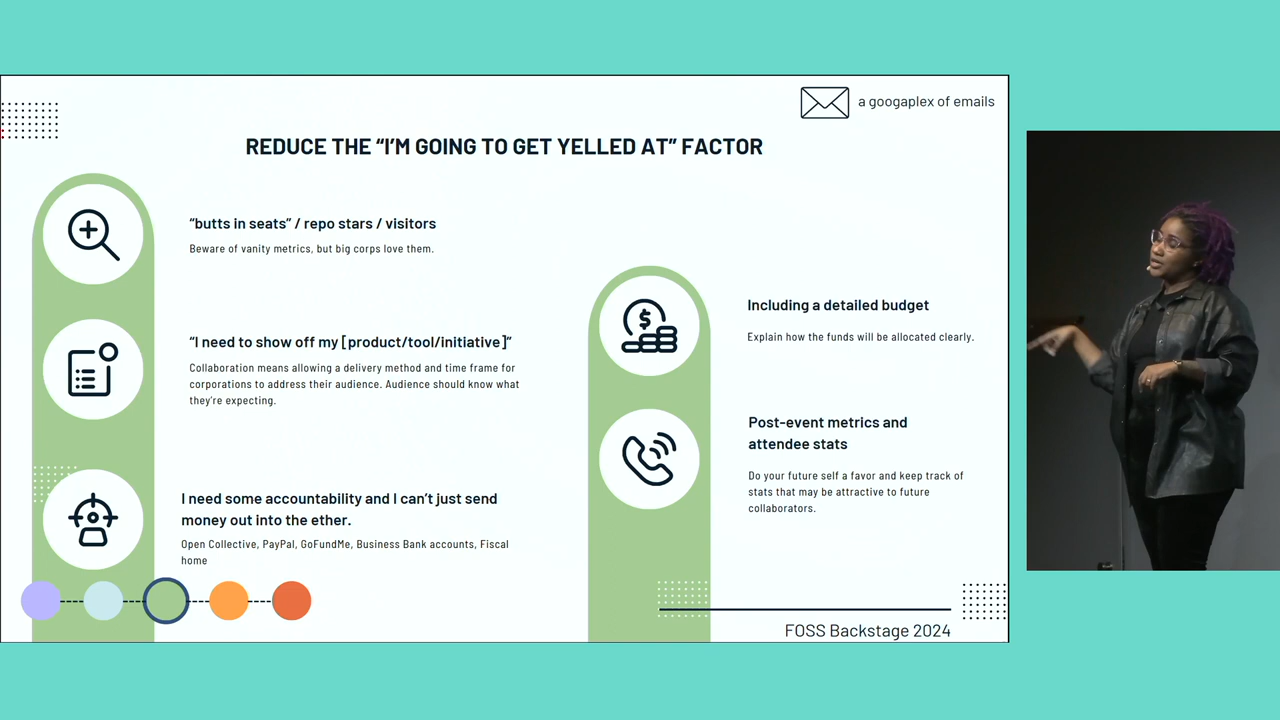 a googaplex of emails
REDUCE THE “I’M GOING TO GET YELLED AT” FACTOR
“butts in seats” / repo stars / visitors
Beware of vanity metrics, but big corps love them.
“I need to show off my [product/tool/initiative]”
Collaboration means allowing a delivery method and time frame for
corporations to address their audience. Audience should know what
they’re expecting.
I need some accountability and I can’t just send
money out into the ether.
Open Collective, PayPal, GoFundMe, Business Bank accounts, Fiscal
home
Including a detailed budget
Explain how the funds will be allocated clearly.
Post-event metrics and
attendee stats
Do your future self a favor and keep track of
stats that may be attractive to future
collaborators.
FOSS Backstage 2024